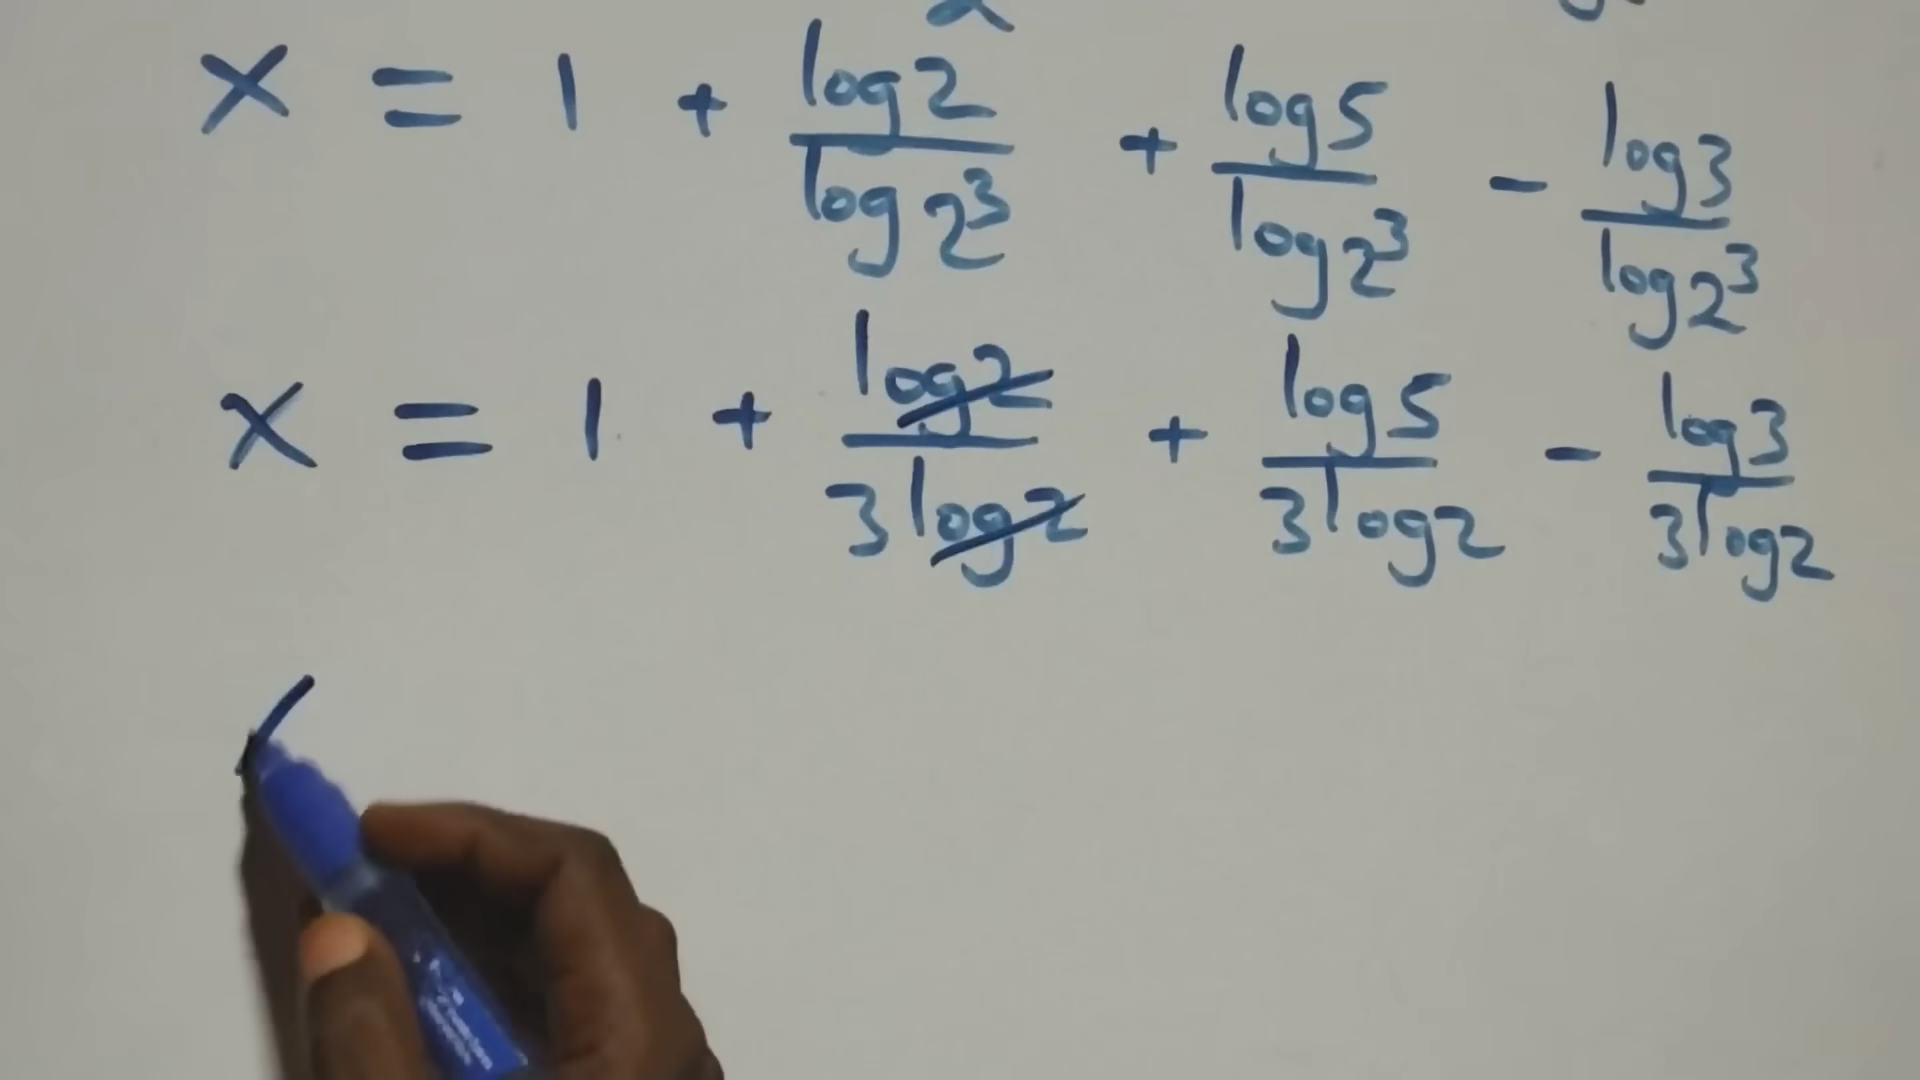 x = 1 + log2/log2³ + log5/log2³ - log3/log2³
x = 1 + log2/3log2 + log5/3log2 - log3/3log2